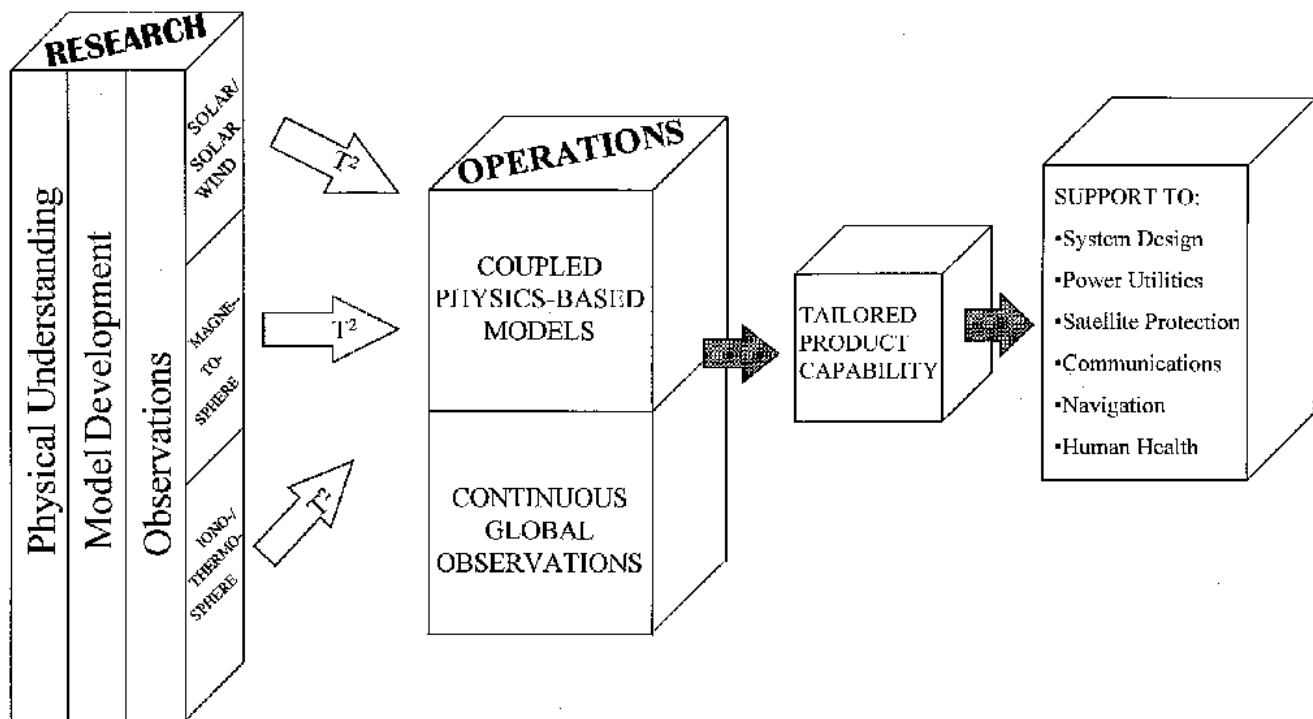 RESEARCH
Physical Understanding
Model Development
Observations
SOLAR/
SOLAR
WIND
MAGNE-
TO-
SPHERE
IONO-/
THERMO-
SPHERE
T²
T²
T²
OPERATIONS
COUPLED
PHYSICS-BASED
MODELS
CONTINUOUS
GLOBAL
OBSERVATIONS
TAILORED
PRODUCT
CAPABILITY
SUPPORT TO:
▪System Design
▪Power Utilities
▪Satellite Protection
▪Communications
▪Navigation
▪Human Health